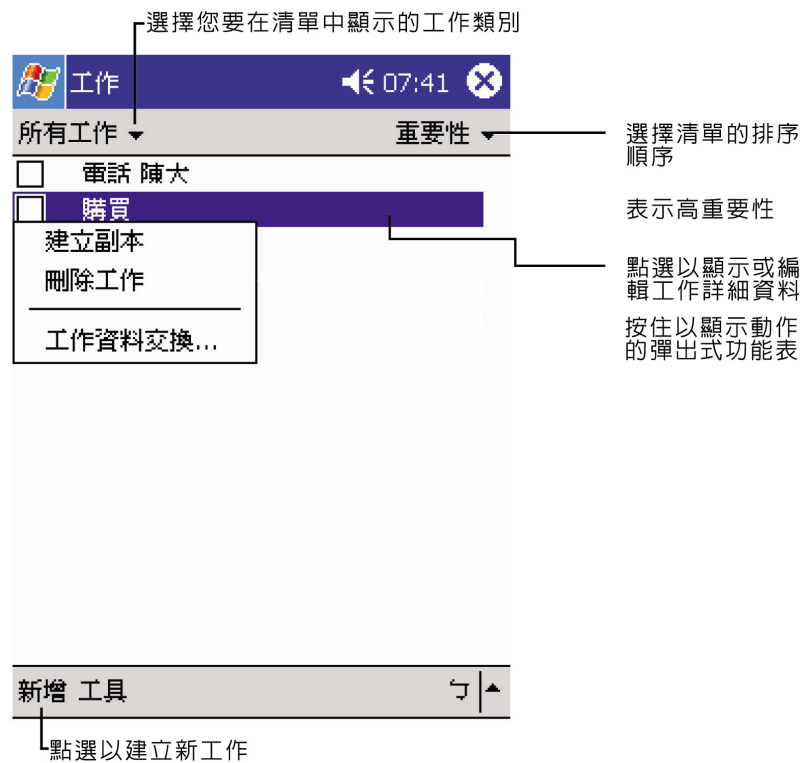 選擇您要在清單中顯示的工作類別
工作 07:41
所有工作 重要性
選擇清單的排序
順序
電話 陳大
購買
表示高重要性
建立副本
刪除工作
工作資料交換...
點選以顯示或編
輯工作詳細資料
按住以顯示動作
的彈出式功能表
新增 工具 ㄅ
點選以建立新工作